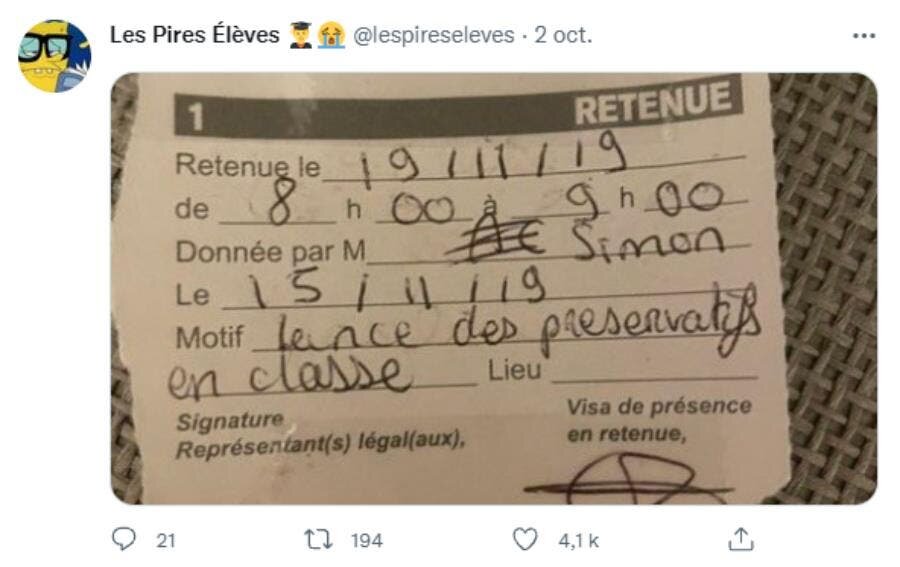 Les Pires Élèves 👨‍🎓😭 @lespireseleves · 2 oct.
1 RETENUE
Retenue le 19/11/19
de 8 h 00 à 9 h 00
Donnée par M Simon
Le 15/11/19
Motif lance des preservatifs
en classe Lieu
Signature Visa de présence
Représentant(s) légal(aux), en retenue,
21 194 4,1 k